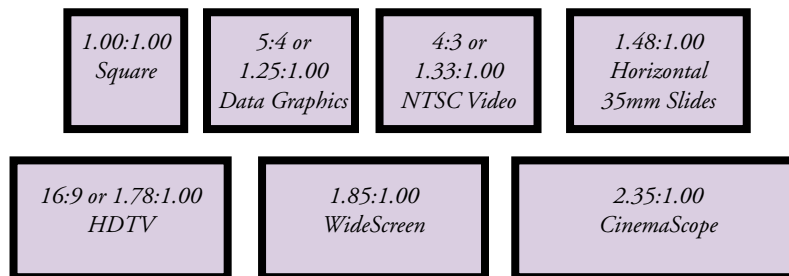 1.00:1.00
Square
5:4 or
1.25:1.00
Data Graphics
4:3 or
1.33:1.00
NTSC Video
1.48:1.00
Horizontal
35mm Slides
16:9 or 1.78:1.00
HDTV
1.85:1.00
WideScreen
2.35:1.00
CinemaScope